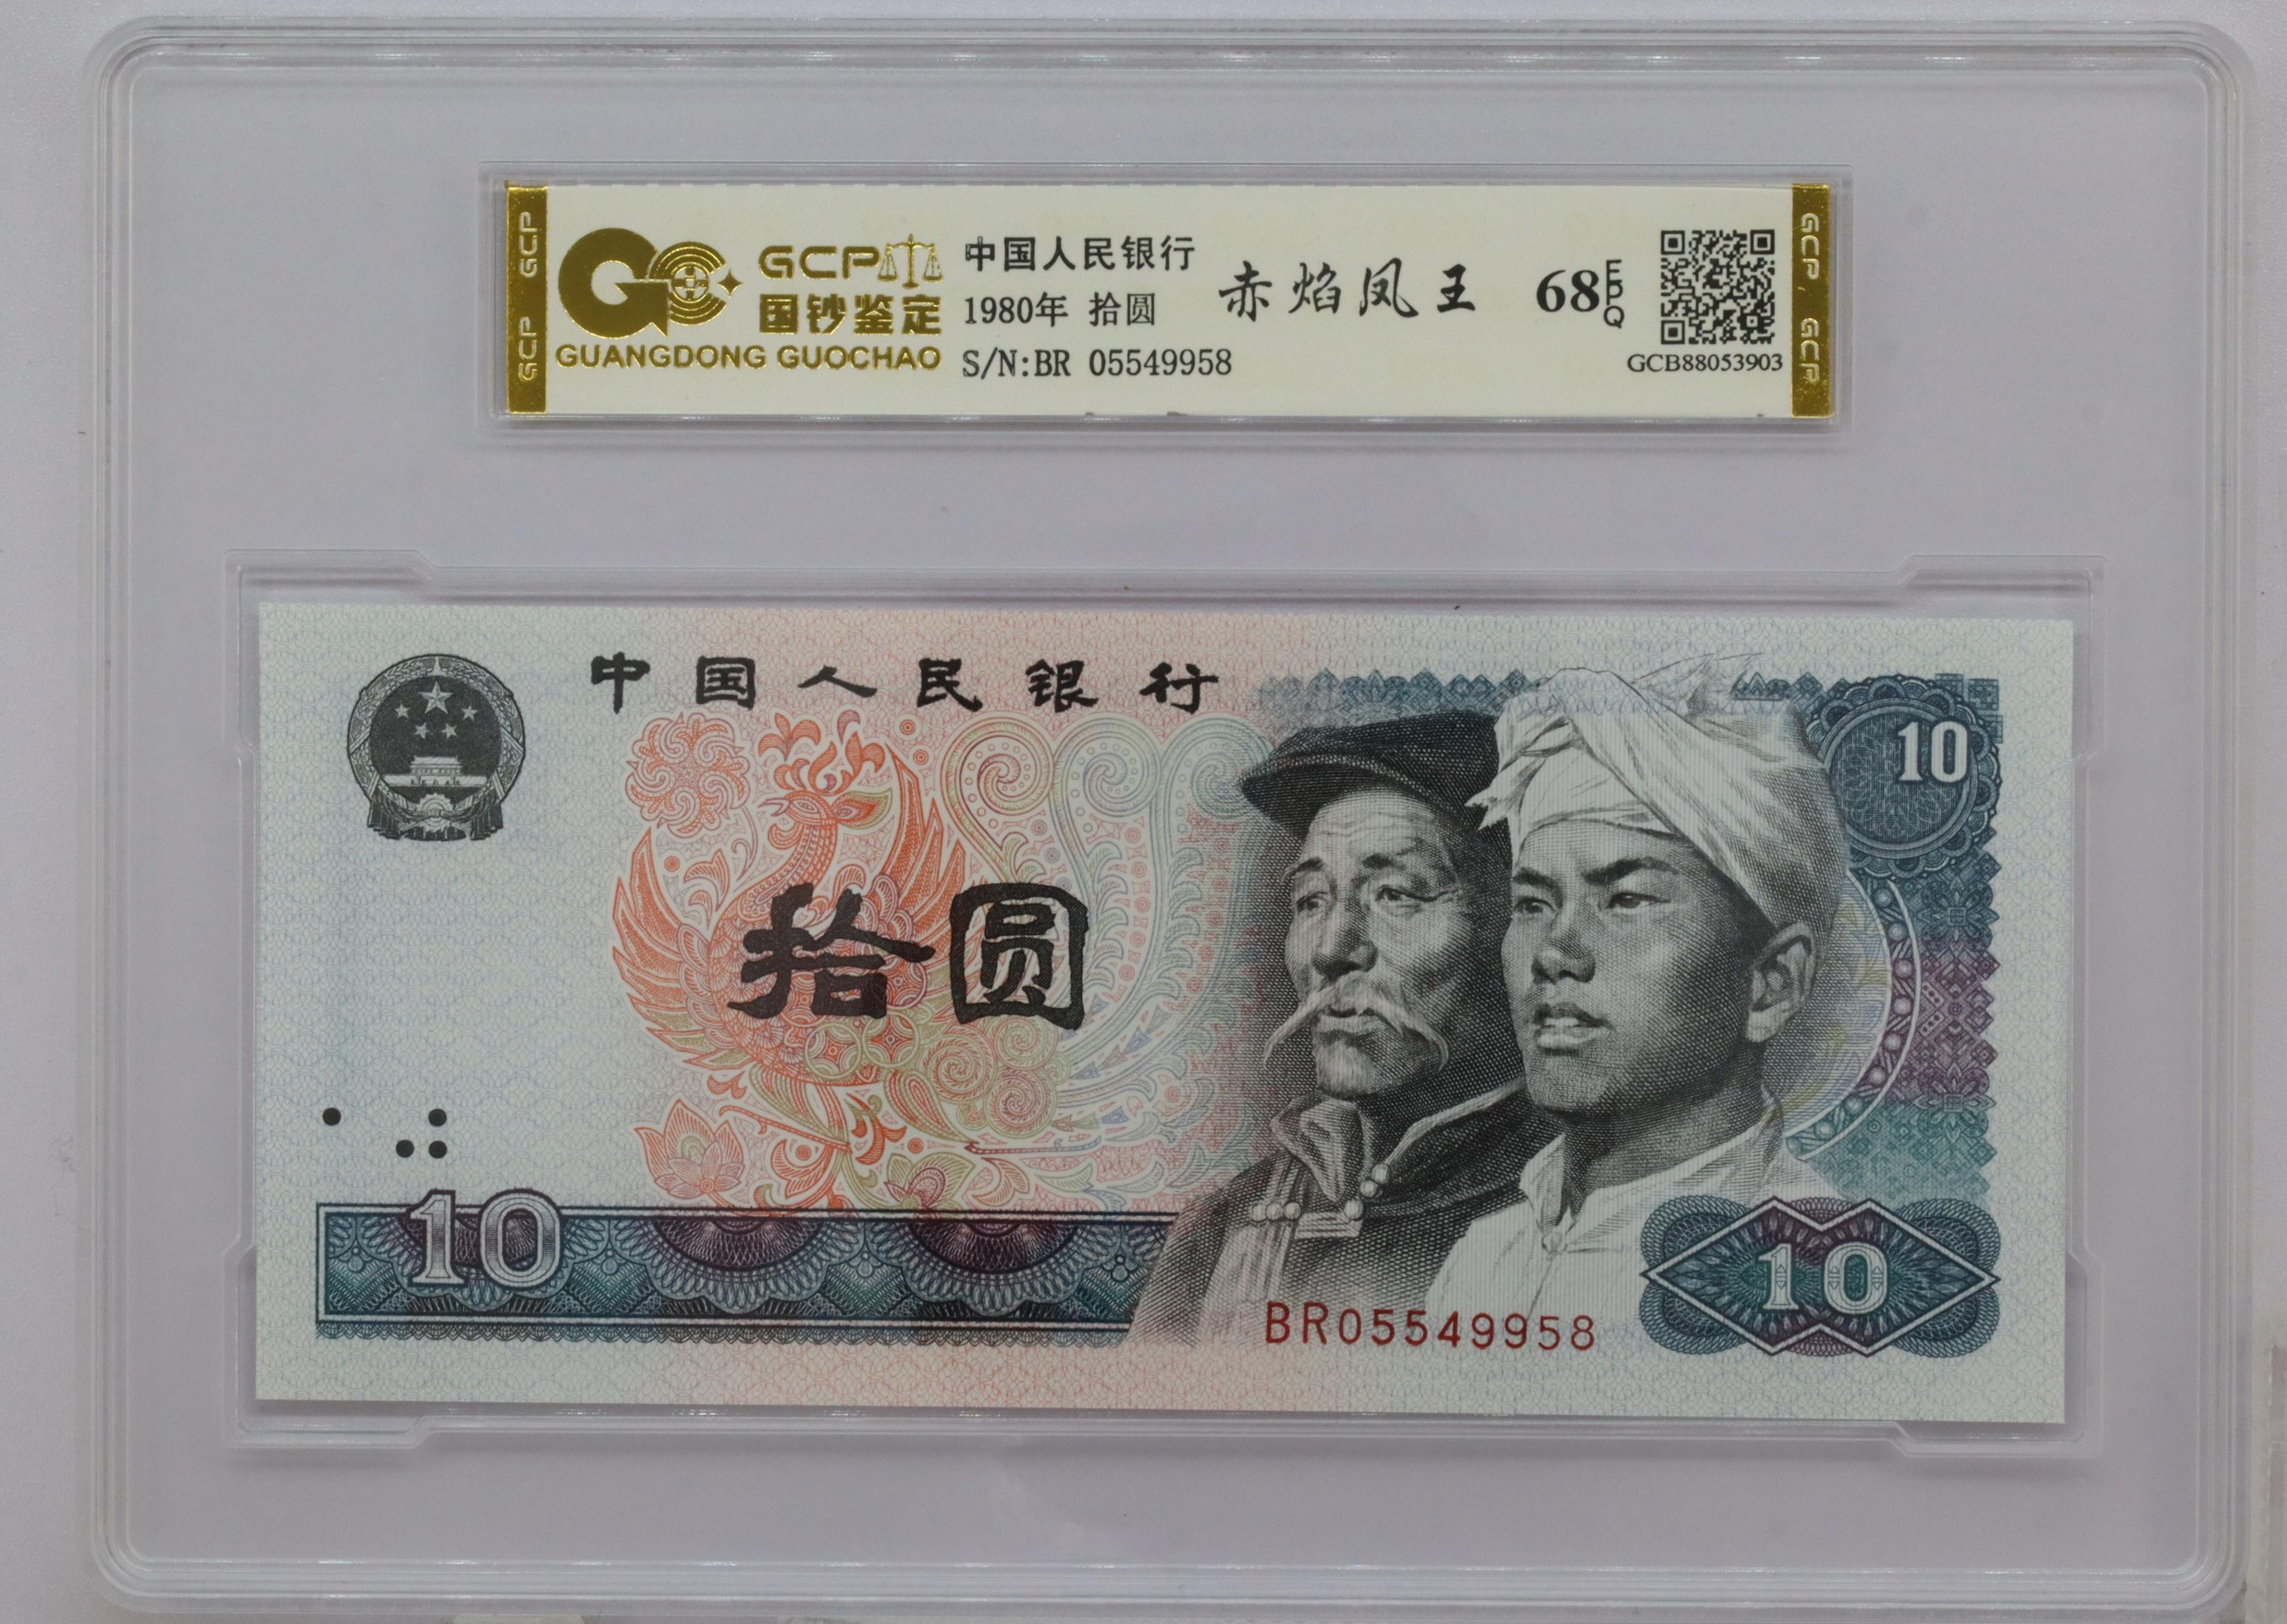 GCP GCP
GCP
国钞鉴定
GUANGDONG GUOCHAO
中国人民银行
1980年 拾圆
S/N:BR 05549958
赤焰凤王
68 EPQ
GCB88053903
GCP GCP
中国人民银行
10
拾圆
10
10
BR05549958